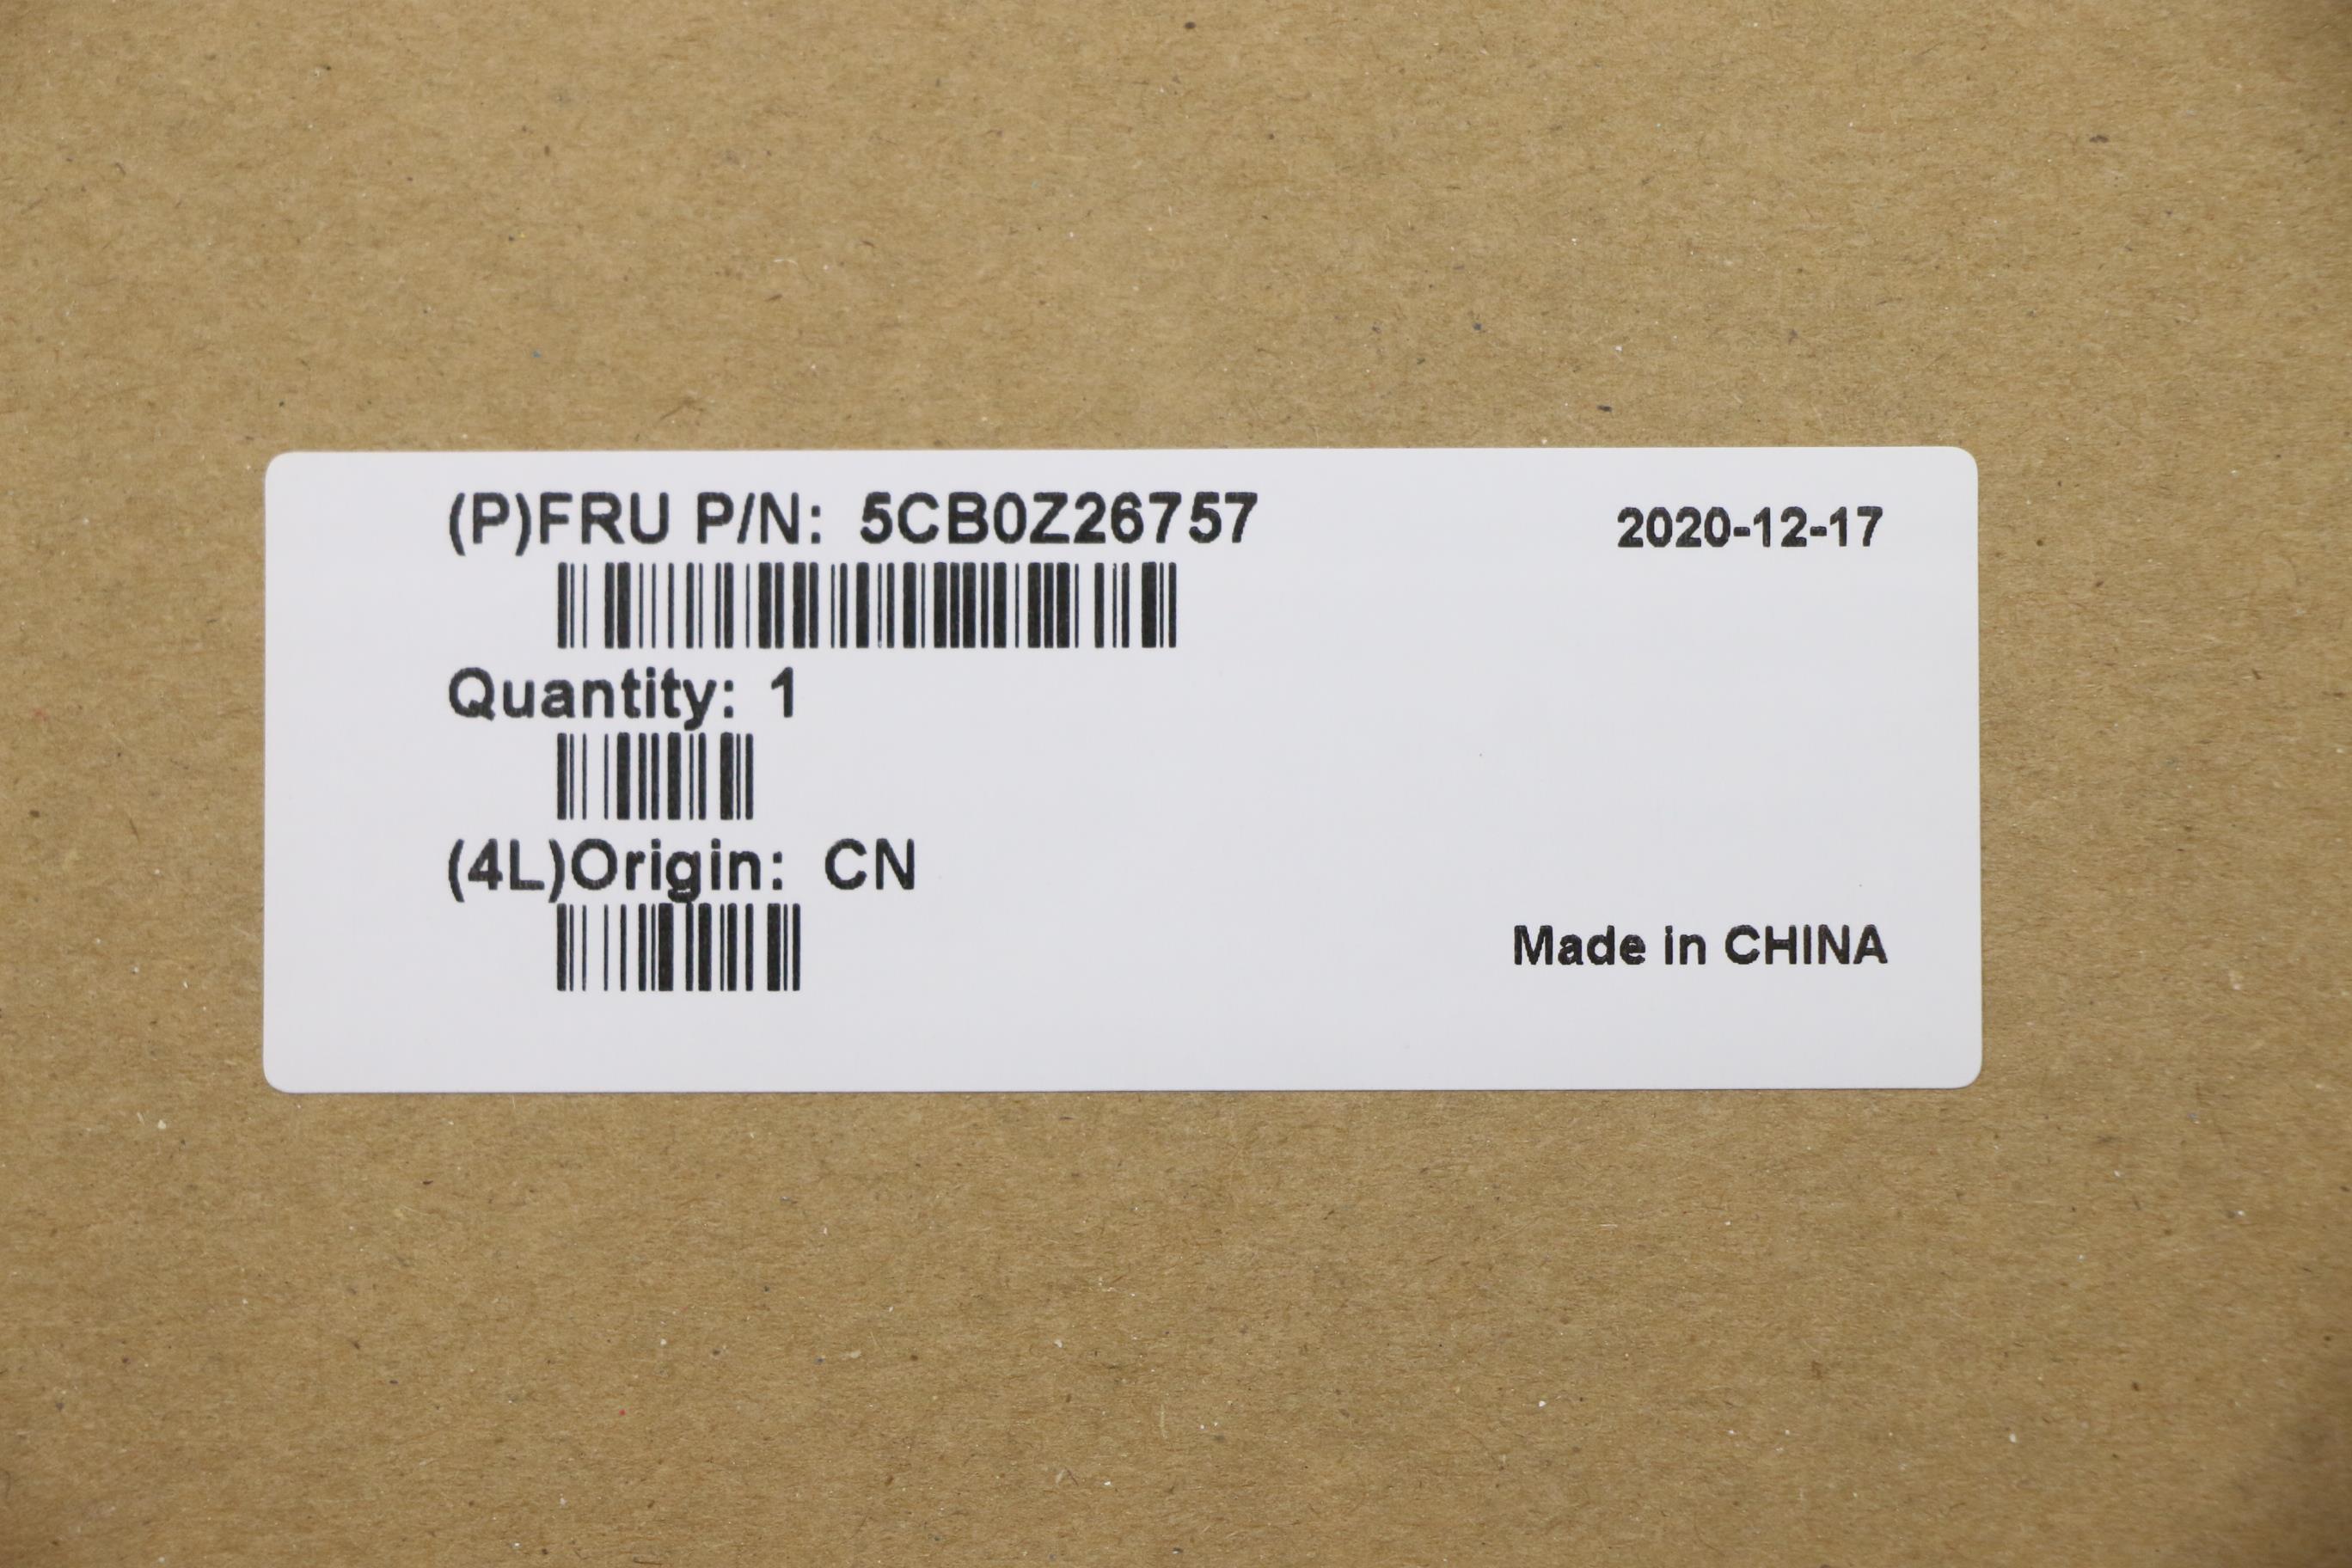 (P)FRU P/N: 5CB0Z26757
2020-12-17
Quantity: 1
(4L)Origin: CN
Made in CHINA